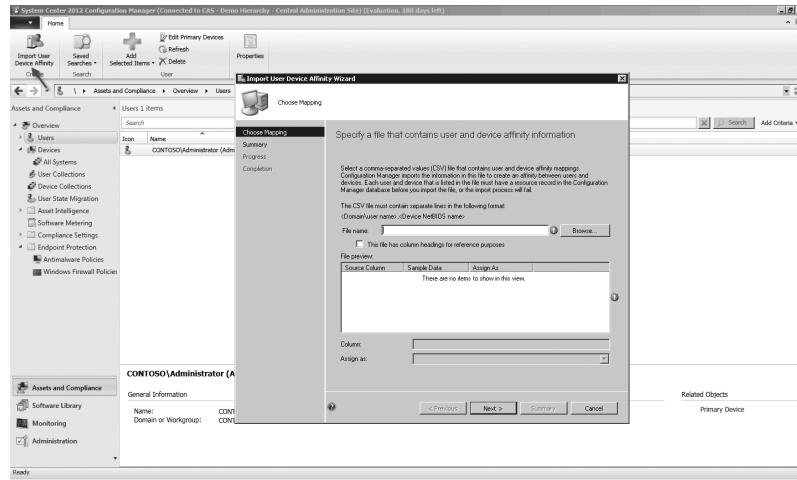 System Center 2012 Configuration Manager (Connected to CAS - Demo Hierarchy - Central Administration Site) (Evaluation, 180 days left)
Home
Import User Device Affinity
Saved Searches
Add Selected Items
Edit Primary Devices
Refresh
Delete
Properties
Search
User
\ Assets and Compliance Overview Users
Assets and Compliance
Overview
Users
Devices
All Systems
User Collections
Device Collections
User State Migration
Asset Intelligence
Software Metering
Compliance Settings
Endpoint Protection
Antimalware Policies
Windows Firewall Policies
Assets and Compliance
Software Library
Monitoring
Administration
Ready
Users 1 items
Search
Search
Add Criteria
Icon Name
CONTOSO\Administrator (Adm
Import User Device Affinity Wizard
Choose Mapping
Choose Mapping
Summary
Progress
Completion
Specify a file that contains user and device affinity information
Select a comma-separated values (CSV) file that contains user and device affinity mappings.
Configuration Manager imports the information in this file to create an affinity between users and
devices. Each user and device that is listed in the file must have a resource record in the Configuration
Manager database before you import the file, or the import process will fail.
The CSV file must contain separate lines in the following format
<Domain\user name>,<Device NetBIOS name>
File name:
Browse...
This file has column headings for reference purposes
File preview:
Source Column Sample Data Assign As
There are no items to show in this view.
Column:
Assign as:
< Previous Next > Summary Cancel
CONTOSO\Administrator (A
General Information
Name: CONT
Domain or Workgroup: CONT
Related Objects
Primary Device